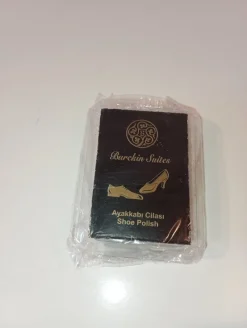 Burckin Suites
Ayakkabı Cilası
Shoe Polish